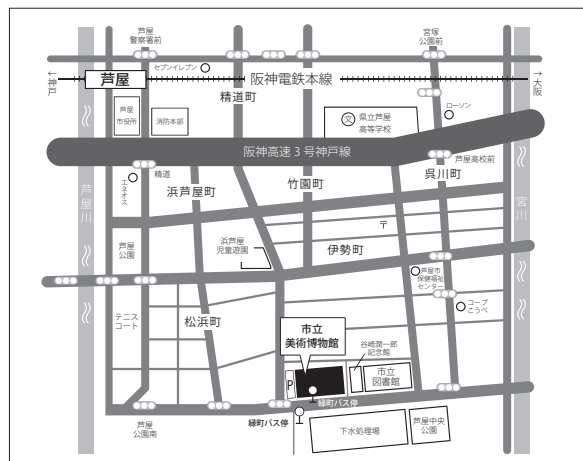 芦屋
警察署前
宮塚
公園前
セブンイレブン
芦屋
←神戸
阪神電鉄本線
→大阪
精道町
ローソン
芦屋
市役所
消防本部
文
県立芦屋
高等学校
阪神高速3号神戸線
精道
芦屋高校前
エネオス
浜芦屋町
竹園町
呉川町
芦屋川
宮川
〒
芦屋
公園
浜芦屋
児童遊園
伊勢町
芦屋市
保健福祉
センター
テニス
コート
松浜町
コープ
こうべ
市立
美術博物館
谷崎潤一郎
記念館
市立
図書館
P
緑町バス停
緑町バス停
芦屋
公園南
下水処理場
芦屋中央
公園